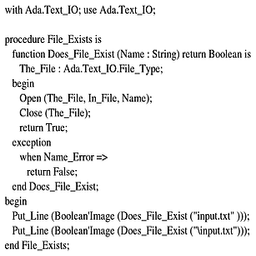 with Ada.Text_IO; use Ada.Text_IO;

procedure File_Exists is
  function Does_File_Exist (Name : String) return Boolean is
    The_File : Ada.Text_IO.File_Type;
  begin
    Open (The_File, In_File, Name);
    Close (The_File);
    return True;
  exception
    when Name_Error =>
      return False;
  end Does_File_Exist;
begin
  Put_Line (Boolean'Image (Does_File_Exist ("input.txt" )));
  Put_Line (Boolean'Image (Does_File_Exist ("\input.txt")));
end File_Exists;